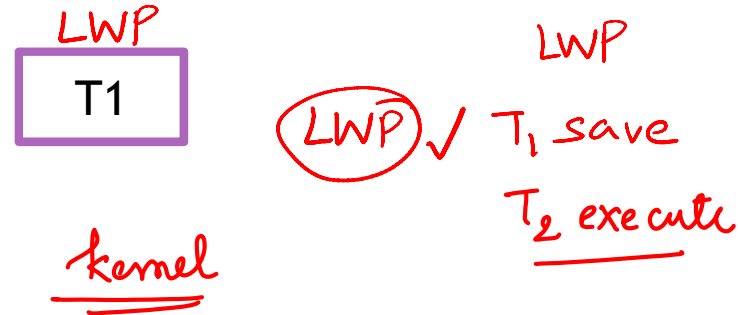 LWP
T1
kernel
LWP
LWP
T1 save
T2 execute